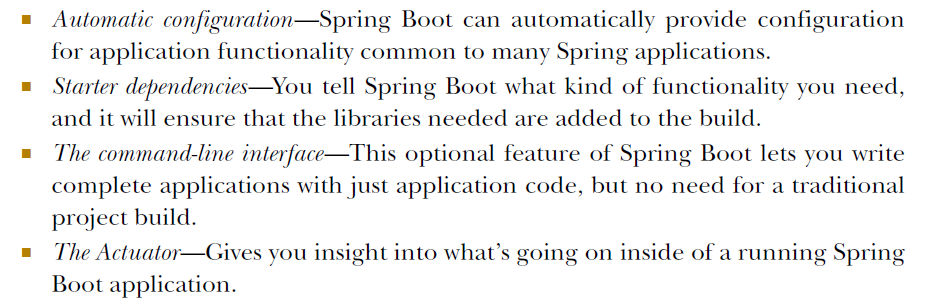 ▪ Automatic configuration—Spring Boot can automatically provide configuration
for application functionality common to many Spring applications.
▪ Starter dependencies—You tell Spring Boot what kind of functionality you need,
and it will ensure that the libraries needed are added to the build.
▪ The command-line interface—This optional feature of Spring Boot lets you write
complete applications with just application code, but no need for a traditional
project build.
▪ The Actuator—Gives you insight into what’s going on inside of a running Spring
Boot application.